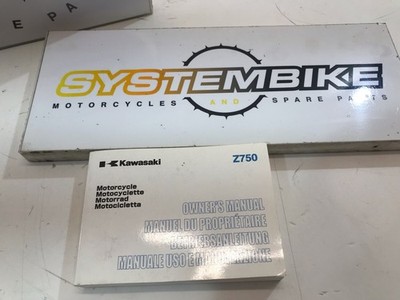 E P A
SYSTEMBIKE
MOTORCYCLES AND SPARE PARTS
Kawasaki
Z750
Motorcycle
Motocyclette
Motorrad
Motocicletta
OWNER'S MANUAL
MANUEL DU PROPRIÉTAIRE
BETRIEBSANLEITUNG
MANUALE USO E MANUTENZIONE